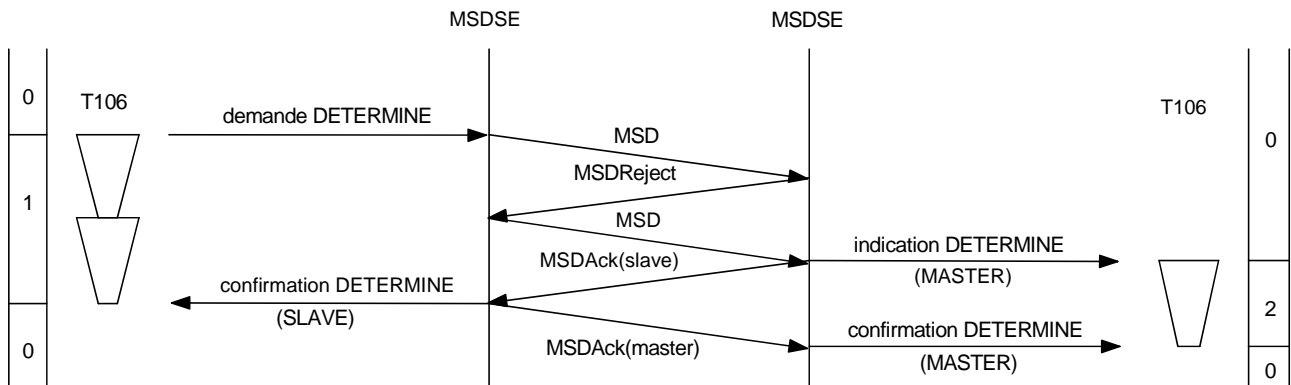 MSDSE
MSDSE
0
T106
T106
demande DETERMINE
MSD
0
MSDReject
1
MSD
indication DETERMINE
MSDAck(slave)
(MASTER)
confirmation DETERMINE
(SLAVE)
2
confirmation DETERMINE
MSDAck(master)
0
(MASTER)
0